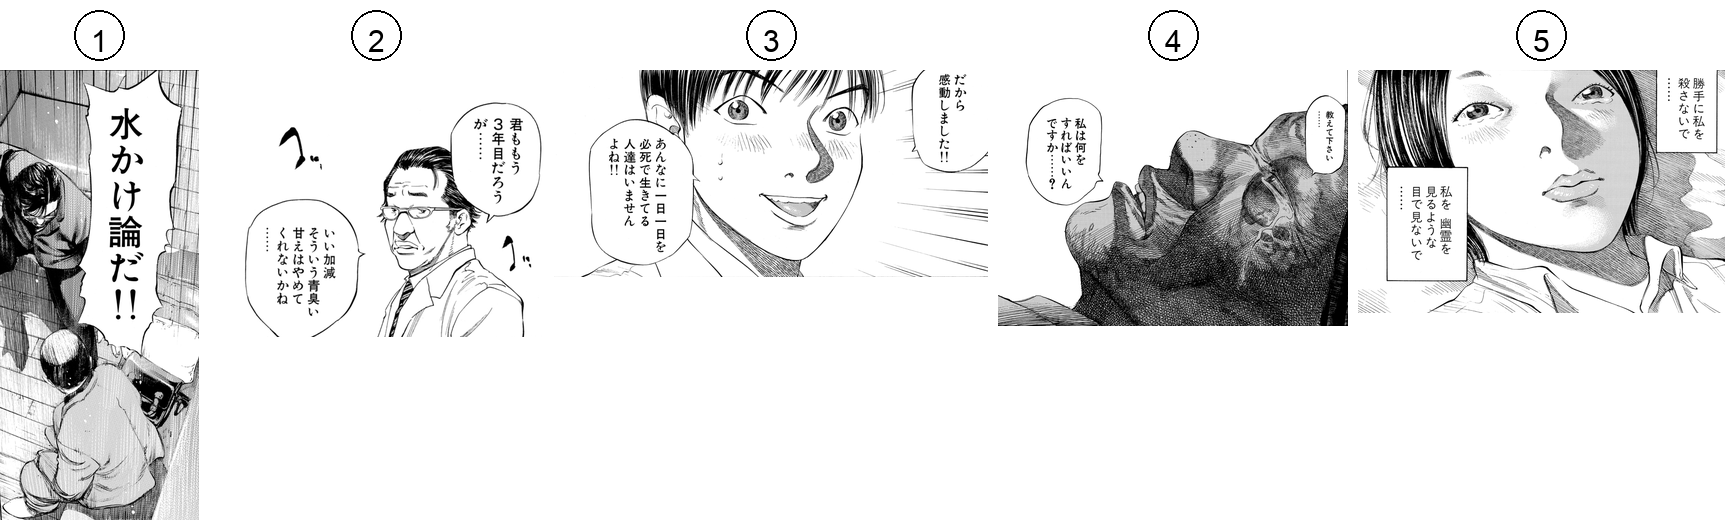 1
水かけ論だ!!
2
君ももう
3年目だろう
が……
いい加減
そういう青臭い
甘えはやめて
くれないかね
……
3
だから
感動しました!!
あんなに一日一日を
必死で生きてる
人達はいません
よね!!
4
教えて下さい
……
私は何を
すればいいん
ですか……?
5
勝手に私を
殺さないで
……
私を 幽霊を
見るような
目で見ないで
……